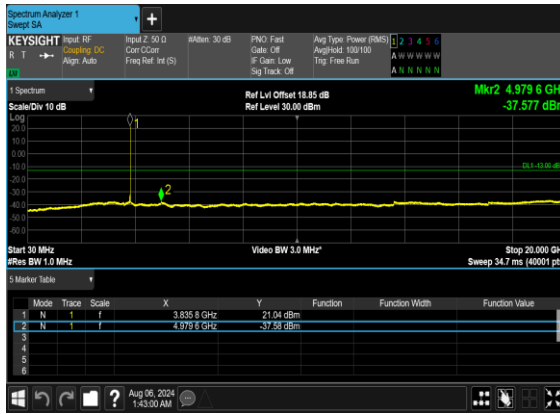 Spectrum Analyzer 1
Swept SA
+
KEYSIGHT Input: RF Input Z: 50 Ω #Atten: 30 dB PNO: Fast Avg Type: Power (RMS) 1 2 3 4 5 6
R T Coupling: DC Corr CCorr Gate: Off Avg|Hold: 100/100
Align: Auto Freq Ref: Int (S) IF Gain: Low Trig: Free Run A W W W W W
Sig Track: Off
LXI A N N N N N
1 Spectrum Ref Lvl Offset 18.85 dB Mkr2 4.979 6 GHz
Scale/Div 10 dB Ref Level 30.00 dBm -37.577 dBm
Log
1
20.0
10.0
0.00
-10.0 DL1 -13.00 dBm
-20.0
-30.0 2
-40.0
-50.0
-60.0
Start 30 MHz Video BW 3.0 MHz* Stop 20.000 GHz
#Res BW 1.0 MHz Sweep 34.7 ms (40001 pts)
5 Marker Table
Mode Trace Scale X Y Function Function Width Function Value
1 N 1 f 3.835 8 GHz 21.04 dBm
2 N 1 f 4.979 6 GHz -37.58 dBm
3
4
5
6
? Aug 06, 2024
1:43:00 AM